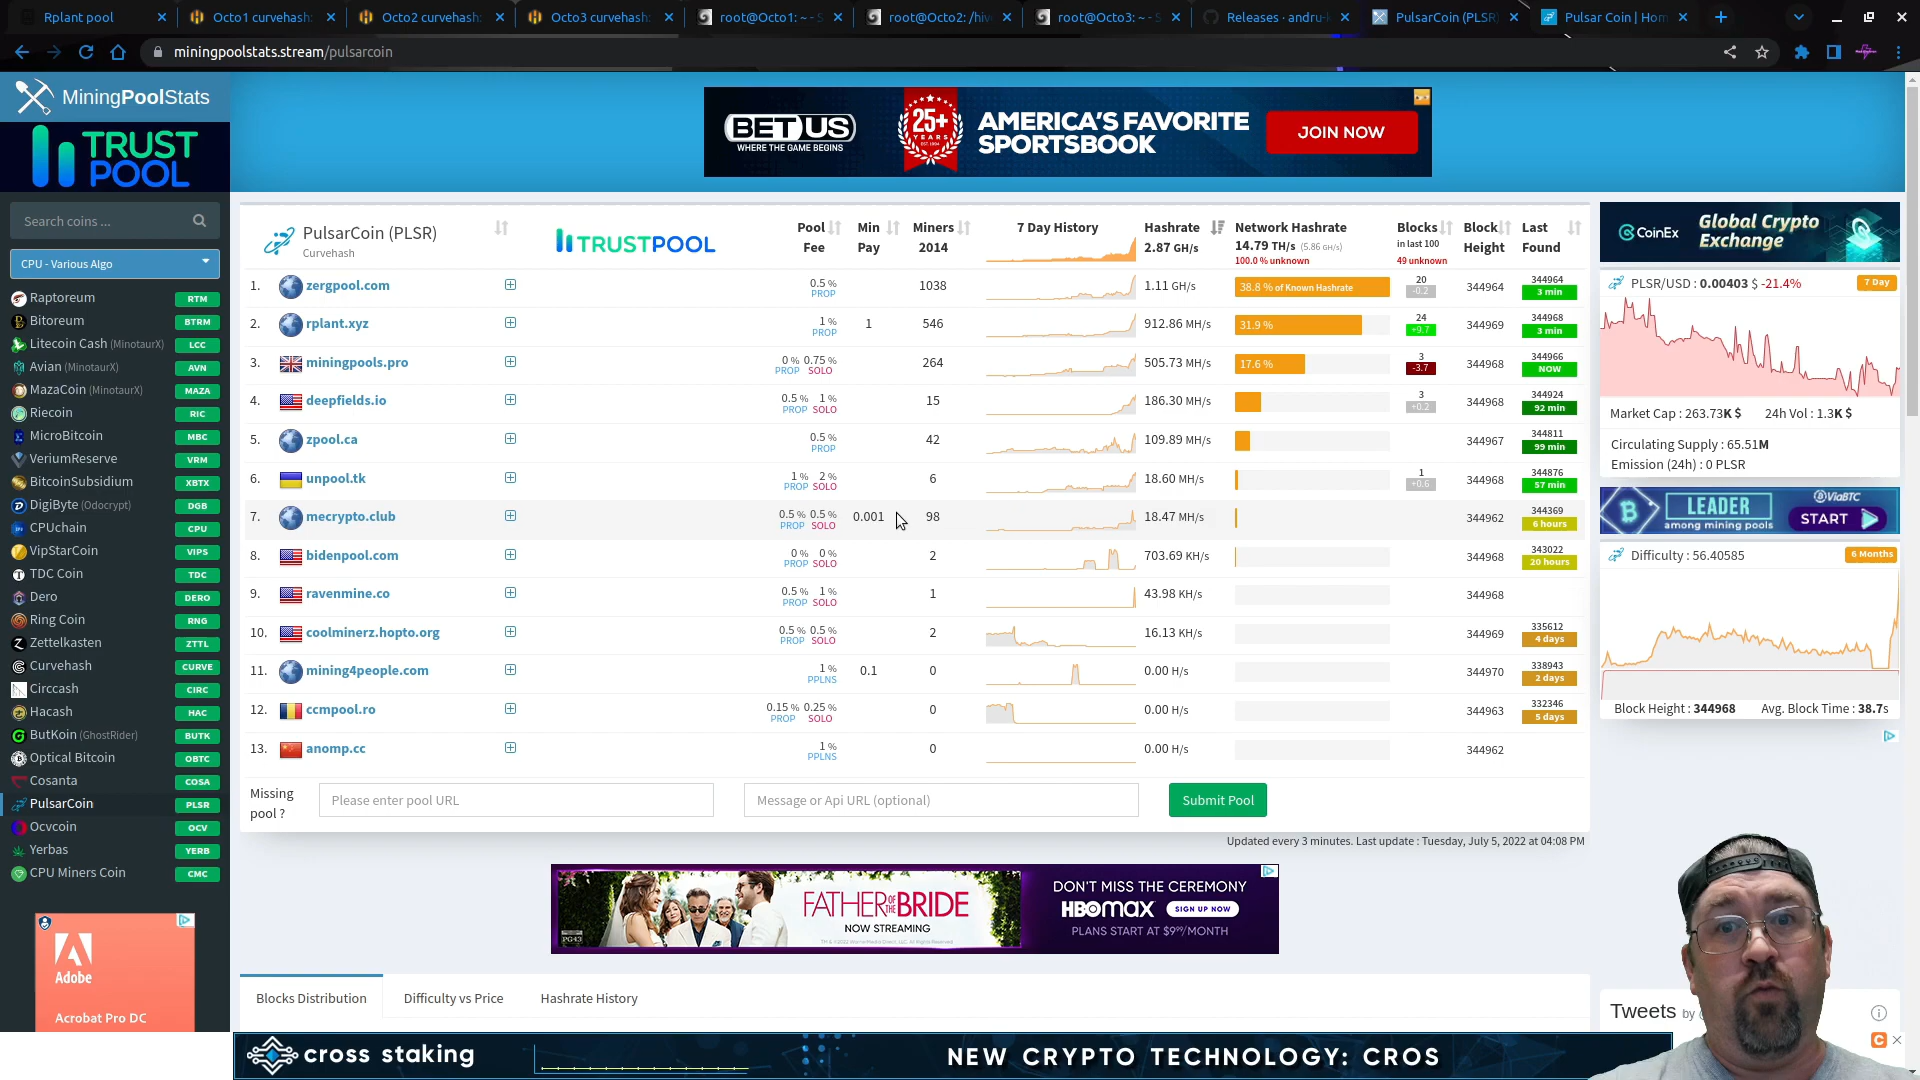 Rplant pool
Octo1 curvehash:
Octo2 curvehash:
Octo3 curvehash:
root@Octo1: ~ - S
root@Octo2: /hiv
root@Octo3: ~ - S
Releases · andru-k
PulsarCoin (PLSR)
Pulsar Coin | Hom
miningpoolstats.stream/pulsarcoin
MiningPoolStats
TRUST
POOL
BETUS
WHERE THE GAME BEGINS
25+
YEARS
AMERICA'S FAVORITE
SPORTSBOOK
JOIN NOW
Search coins ...
CPU - Various Algo
Raptoreum RTM
Bitoreum BTRM
Litecoin Cash (MinotaurX) LCC
Avian (MinotaurX) AVN
MazaCoin (MinotaurX) MAZA
Riecoin RIC
MicroBitcoin MBC
VeriumReserve VRM
BitcoinSubsidium XBTX
DigiByte (Odocrypt) DGB
CPUchain CPU
VipStarCoin VIPS
TDC Coin TDC
Dero DERO
Ring Coin RNG
Zettelkasten ZTTL
Curvehash CURVE
Circcash CIRC
Hacash HAC
ButKoin (GhostRider) BUTK
Optical Bitcoin OBTC
Cosanta COSA
PulsarCoin PLSR
Ocvcoin OCV
Yerbas YERB
CPU Miners Coin CMC
Adobe
Acrobat Pro DC
PulsarCoin (PLSR)
Curvehash
TRUSTPOOL
Pool Fee
Min Pay
Miners 2014
7 Day History
Hashrate 2.87 GH/s
Network Hashrate
14.79 TH/s (5.86 GH/s)
100.0 % unknown
Blocks
in last 100
49 unknown
Block Height
Last Found
1. zergpool.com 0.5 % PROP 1038 1.11 GH/s 38.8 % of Known Hashrate 20 -0.2 344964 344964 3 min
2. rplant.xyz 1 % PROP 1 546 912.86 MH/s 31.9 % 24 +9.7 344969 344968 3 min
3. miningpools.pro 0 % PROP 0.75 % SOLO 264 505.73 MH/s 17.6 % 3 -3.7 344968 344966 NOW
4. deepfields.io 0.5 % PROP 1 % SOLO 15 186.30 MH/s 3 +0.2 344968 344924 92 min
5. zpool.ca 0.5 % PROP 42 109.89 MH/s 344967 344811 99 min
6. unpool.tk 1 % PROP 2 % SOLO 6 18.60 MH/s 1 +0.6 344968 344876 57 min
7. mecrypto.club 0.5 % PROP 0.5 % SOLO 0.001 98 18.47 MH/s 344962 344369 6 hours
8. bidenpool.com 0 % PROP 0 % SOLO 2 703.69 KH/s 344968 343022 20 hours
9. ravenmine.co 0.5 % PROP 1 % SOLO 1 43.98 KH/s 344968
10. coolminerz.hopto.org 0.5 % PROP 0.5 % SOLO 2 16.13 KH/s 344969 335612 4 days
11. mining4people.com 1 % PPLNS 0.1 0 0.00 H/s 344970 338943 2 days
12. ccmpool.ro 0.15 % PROP 0.25 % SOLO 0 0.00 H/s 344963 332346 5 days
13. anomp.cc 1 % PPLNS 0 0.00 H/s 344962
Missing pool ?
Please enter pool URL
Message or Api URL (optional)
Submit Pool
Updated every 3 minutes. Last update : Tuesday, July 5, 2022 at 04:08 PM
FATHER OF THE BRIDE
NOW STREAMING
PG-13
DON'T MISS THE CEREMONY
HBOMAX SIGN UP NOW
PLANS START AT $9.99/MONTH
Blocks Distribution
Difficulty vs Price
Hashrate History
CoinEx
Global Crypto
Exchange
PLSR/USD : 0.00403 $ -21.4% 7 Day
Market Cap : 263.73K $ 24h Vol : 1.3K $
Circulating Supply : 65.51M
Emission (24h) : 0 PLSR
LEADER
among mining pools
ViaBTC
START
Difficulty : 56.40585 6 Months
Block Height : 344968 Avg. Block Time : 38.7s
Tweets by
cross staking
NEW CRYPTO TECHNOLOGY: CROS